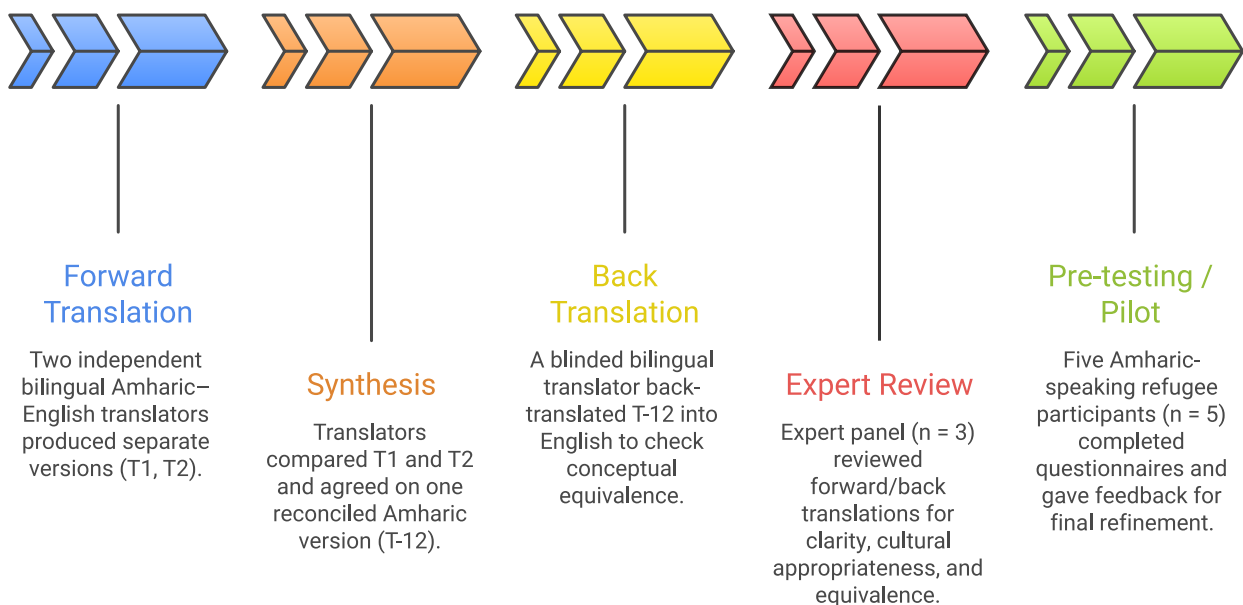 Forward
Translation
Two independent
bilingual Amharic–
English translators
produced separate
versions (T1, T2).
Synthesis
Translators
compared T1 and T2
and agreed on one
reconciled Amharic
version (T-12).
Back
Translation
A blinded bilingual
translator back-
translated T-12 into
English to check
conceptual
equivalence.
Expert Review
Expert panel (n = 3)
reviewed
forward/back
translations for
clarity, cultural
appropriateness, and
equivalence.
Pre-testing /
Pilot
Five Amharic-
speaking refugee
participants (n = 5)
completed
questionnaires and
gave feedback for
final refinement.